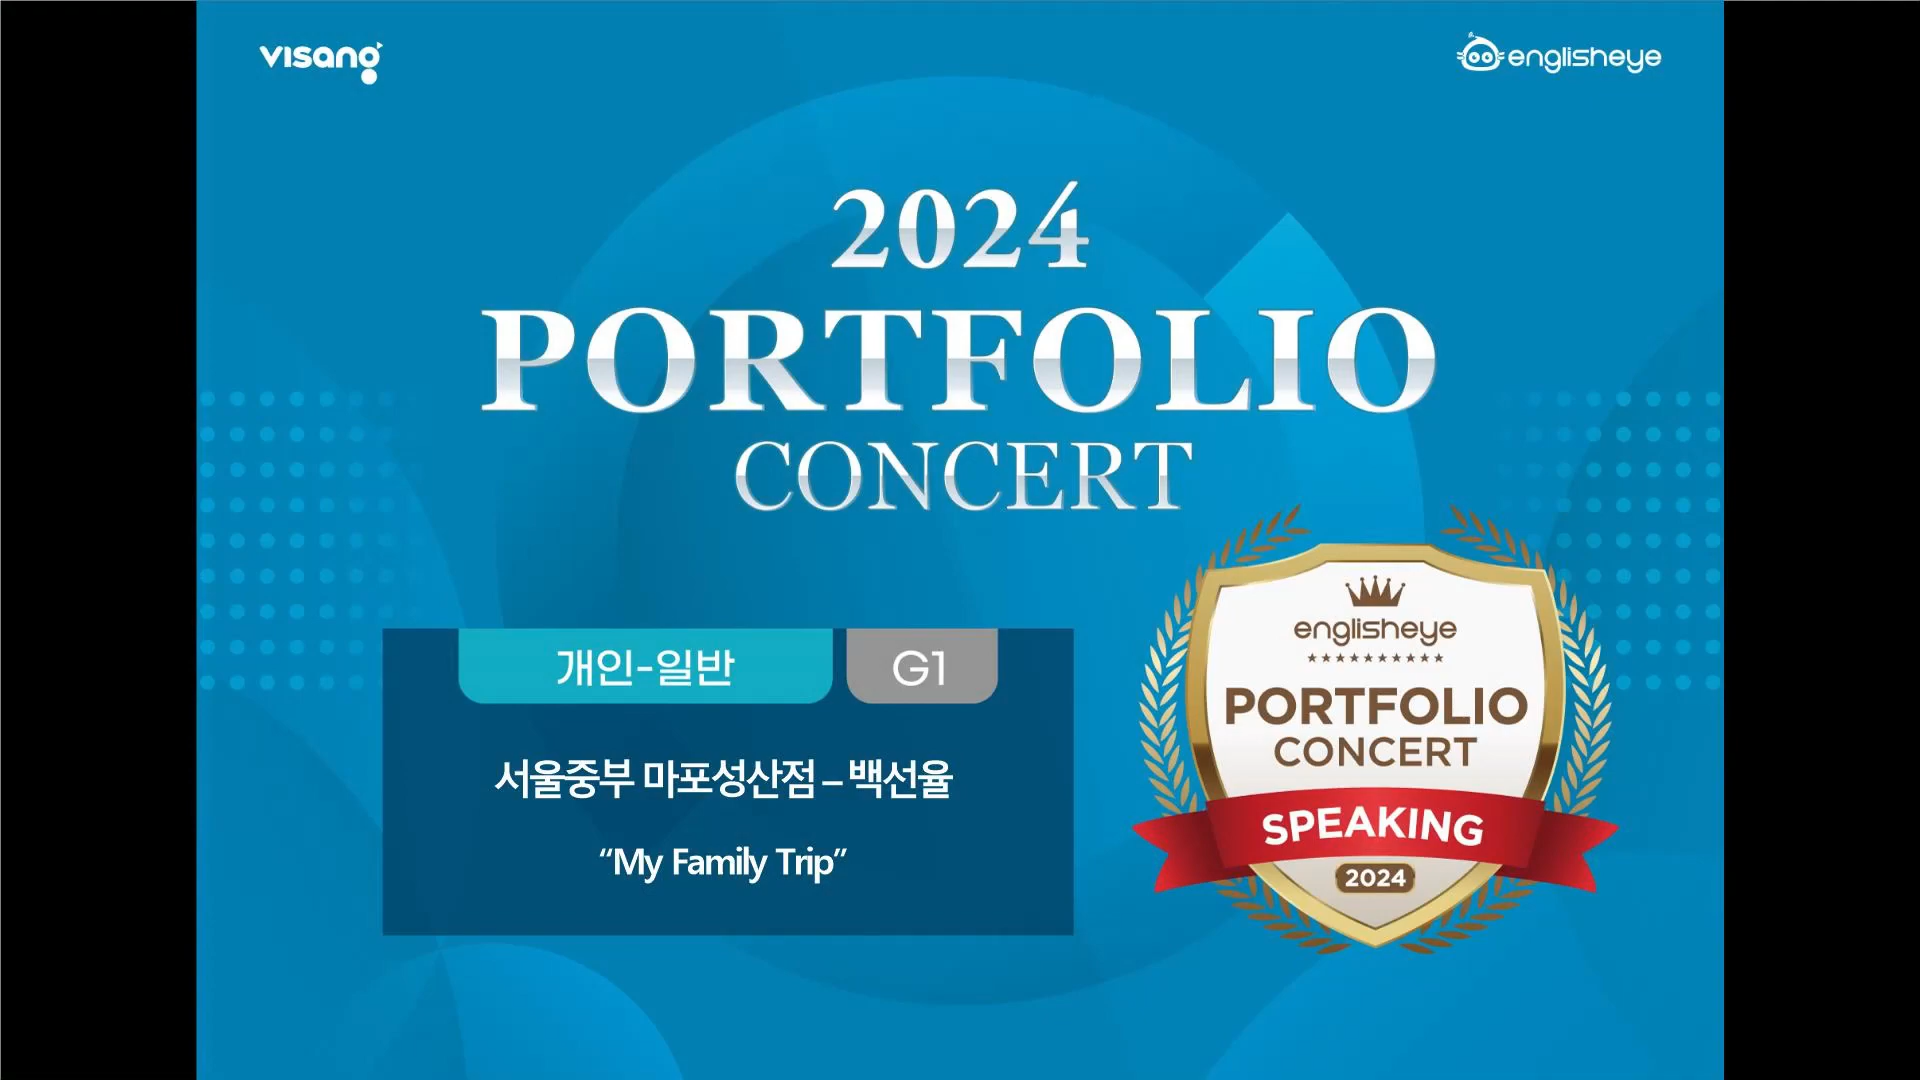 visang
englisheye
2024
PORTFOLIO
CONCERT
개인-일반
G1
서울중부 마포성산점 – 백선율
“My Family Trip”
englisheye
PORTFOLIO
CONCERT
SPEAKING
2024